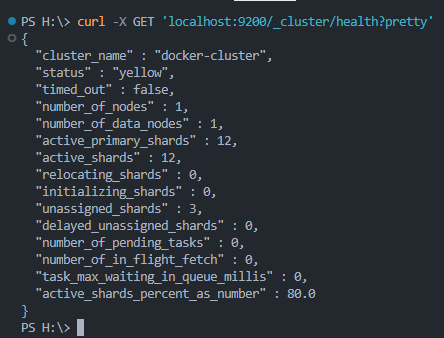 PS H:\> curl -X GET 'localhost:9200/_cluster/health?pretty'
{
  "cluster_name" : "docker-cluster",
  "status" : "yellow",
  "timed_out" : false,
  "number_of_nodes" : 1,
  "number_of_data_nodes" : 1,
  "active_primary_shards" : 12,
  "active_shards" : 12,
  "relocating_shards" : 0,
  "initializing_shards" : 0,
  "unassigned_shards" : 3,
  "delayed_unassigned_shards" : 0,
  "number_of_pending_tasks" : 0,
  "number_of_in_flight_fetch" : 0,
  "task_max_waiting_in_queue_millis" : 0,
  "active_shards_percent_as_number" : 80.0
}
PS H:\>